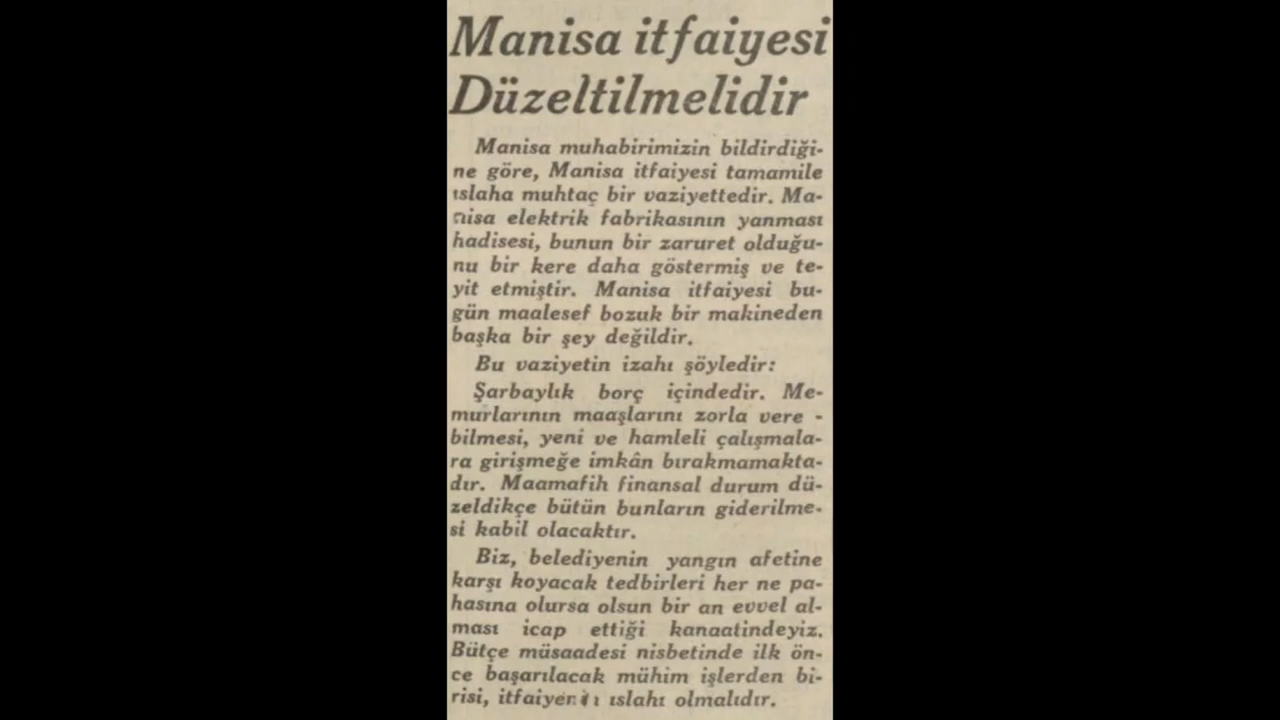 Manisa itfaiyesi
Düzeltilmelidir
Manisa muhabirimizin bildirdiği-
ne göre, Manisa itfaiyesi tamamile
ıslaha muhtaç bir vaziyettedir. Ma-
nisa elektrik fabrikasının yanması
hadisesi, bunun bir zaruret olduğu-
nu bir kere daha göstermiş ve te-
yit etmiştir. Manisa itfaiyesi bu-
gün maalesef bozuk bir makineden
başka bir şey değildir.
Bu vaziyetin izahı şöyledir:
Şarbaylık borç içindedir. Me-
murlarının maaşlarını zorla vere -
bilmesi, yeni ve hamleli çalışmala-
ra girişmeğe imkân bırakmamakta-
dır. Maamafih finansal durum dü-
zeldikçe bütün bunların giderilme-
si kabil olacaktır.
Biz, belediyenin yangın afetine
karşı koyacak tedbirleri her ne pa-
hasına olursa olsun bir an evvel al-
ması icap ettiği kanaatindeyiz.
Bütçe müsaadesi nisbetinde ilk ön-
ce başarılacak mühim işlerden bi-
risi, ıslahı olmalıdır.